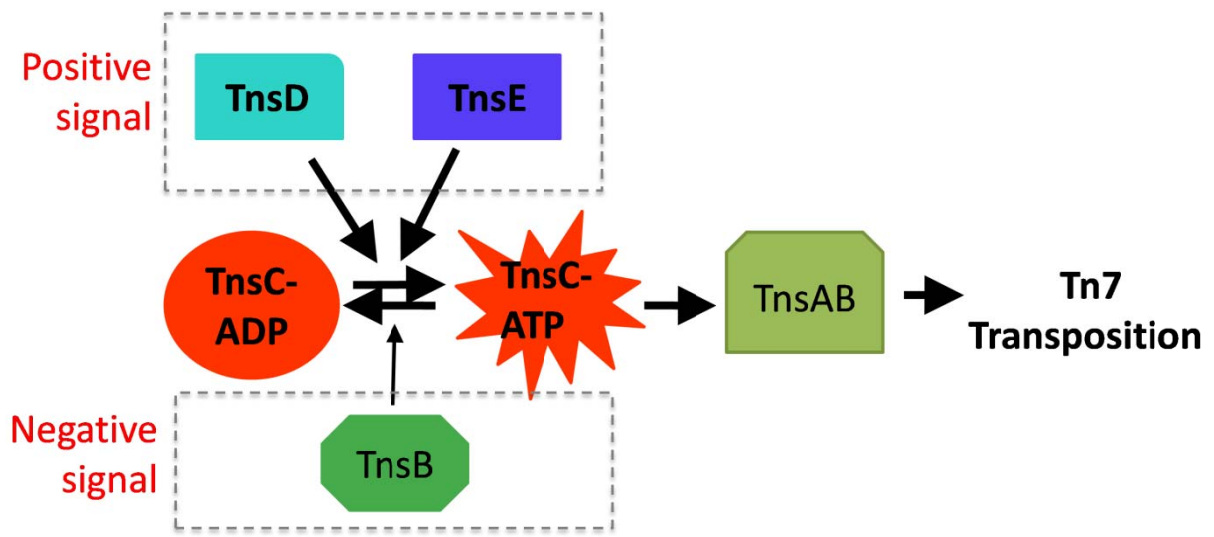 Positive
signal
TnsD
TnsE
TnsC-
ADP
TnsC-
ATP
TnsAB
Tn7
Transposition
Negative
signal
TnsB